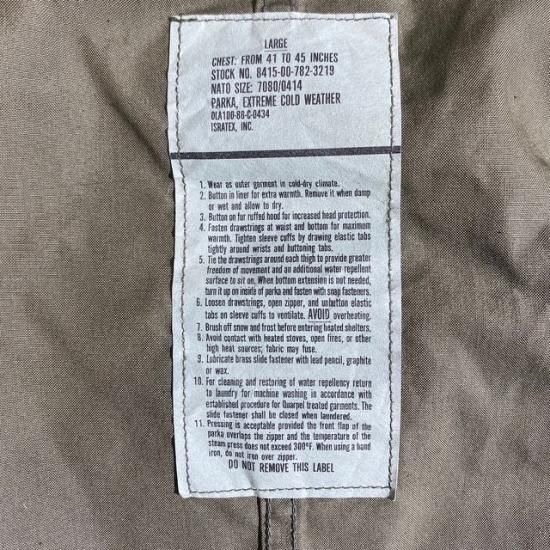 LARGE
CHEST: FROM 41 TO 45 INCHES
STOCK NO. 8415-00-782-3219
NATO SIZE: 7080/0414
PARKA, EXTREME COLD WEATHER
DLA100-88-C-0434
ISRATEX, INC.
1. Wear as outer garment in cold-dry climate.
2. Button in liner for extra warmth. Remove it when damp
or wet and allow to dry.
3. Button on fur ruffed hood for increased head protection.
4. Fasten drawstrings at waist and bottom for maximum
warmth. Tighten sleeve cuffs by drawing elastic tabs
tightly around wrists and buttoning tabs.
5. Tie the drawstrings around each thigh to provide greater
freedom of movement and an additional water repellent
surface to sit on. When bottom extension is not needed,
turn it up on inside of parka and fasten with snap fasteners.
6. Loosen drawstrings, open zipper, and unbutton elastic
tabs on sleeve cuffs to ventilate. AVOID overheating.
7. Brush off snow and frost before entering heated shelters.
8. Avoid contact with heated stoves, open fires, or other
high heat sources; fabric may fuse.
9. Lubricate brass slide fastener with lead pencil, graphite
or wax.
10. For cleaning and restoring of water repellency return
to laundry for machine washing in accordance with
established procedure for Quarpel treated garments. The
slide fastener shall be closed when laundered.
11. Pressing is acceptable provided the front flap of the
parka overlaps the zipper and the temperature of the
steam press does not exceed 300°F. When using a hand
iron, do not iron over zipper.
DO NOT REMOVE THIS LABEL